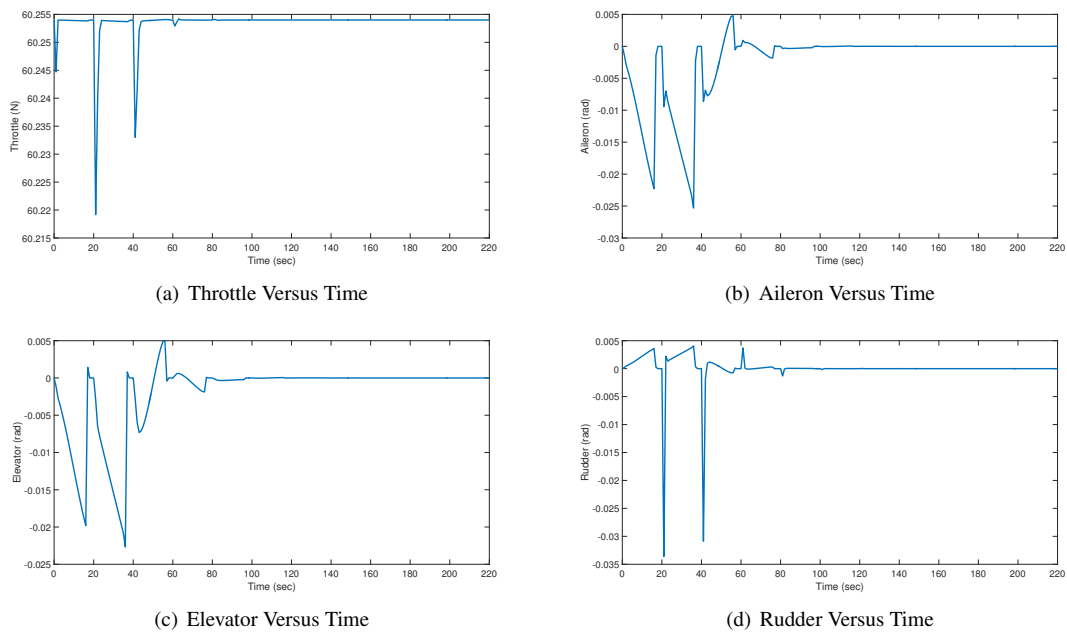 60.255
60.25
60.245
60.24
60.235
60.23
60.225
60.22
60.215
Throttle (N)
0 20 40 60 80 100 120 140 160 180 200 220
Time (sec)
(a) Throttle Versus Time
0.005
0
-0.005
-0.01
-0.015
-0.02
-0.025
-0.03
Aileron (rad)
0 20 40 60 80 100 120 140 160 180 200 220
Time (sec)
(b) Aileron Versus Time
0.005
0
-0.005
-0.01
-0.015
-0.02
-0.025
Elevator (rad)
0 20 40 60 80 100 120 140 160 180 200 220
Time (sec)
(c) Elevator Versus Time
0.005
0
-0.005
-0.01
-0.015
-0.02
-0.025
-0.03
-0.035
Rudder (rad)
0 20 40 60 80 100 120 140 160 180 200 220
Time (sec)
(d) Rudder Versus Time